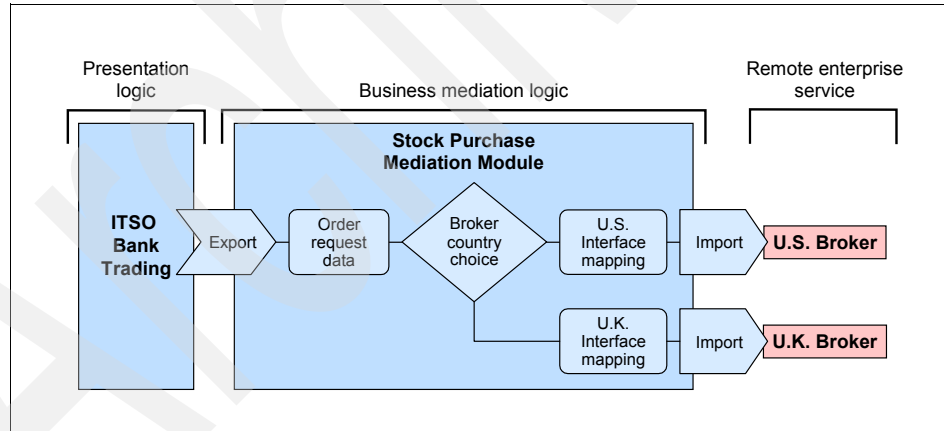 Presentation
logic
Business mediation logic
Remote enterprise
service
Stock Purchase
Mediation Module
ITSO
Bank
Trading
Export
Order
request
data
Broker
country
choice
U.S.
Interface
mapping
Import
U.S. Broker
U.K.
Interface
mapping
Import
U.K. Broker